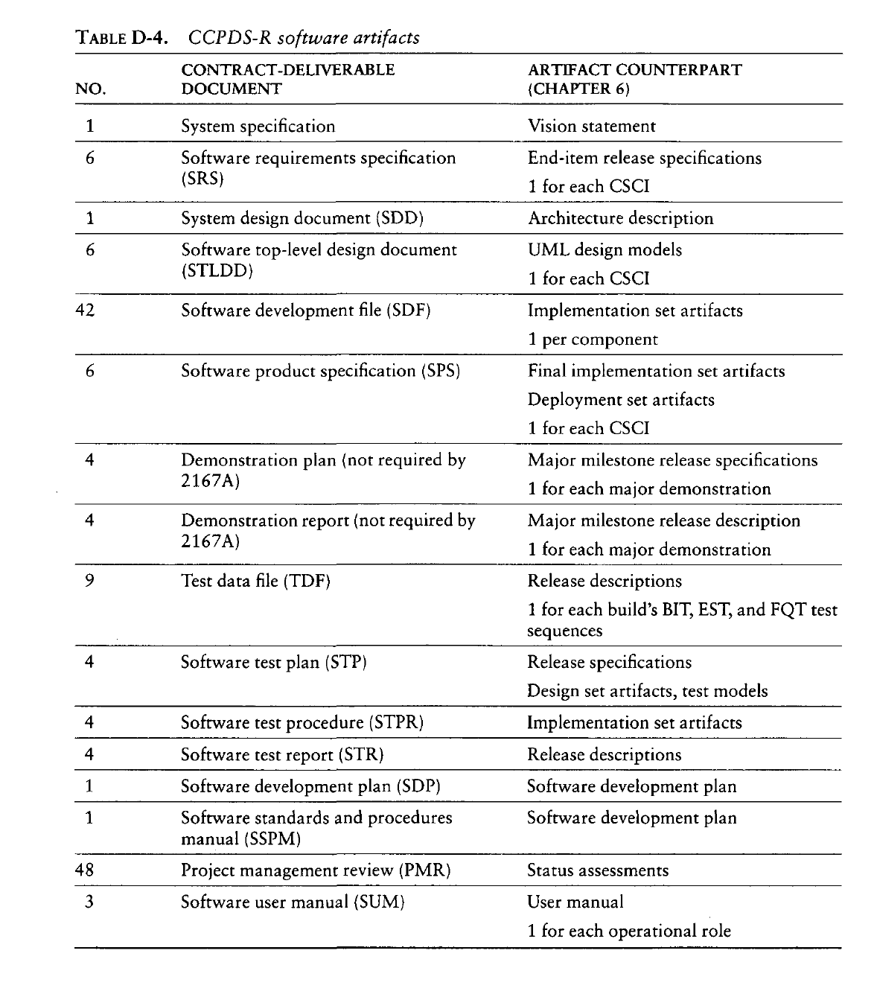 TABLE D-4. CCPDS-R software artifacts
CONTRACT-DELIVERABLE ARTIFACT COUNTERPART
NO. DOCUMENT (CHAPTER 6)
1 System specification Vision statement
6 Software requirements specification End-item release specifications
(SRS)
1 for each CSCI
1 System design document (SDD) Architecture description
6 Software top-level design document UML design models
(STLDD)
1 for each CSCI
42 Software development file (SDF) Implementation set artifacts
1 per component
6 Software product specification (SPS) Final implementation set artifacts
Deployment set artifacts
1 for each CSCI
4 Demonstration plan (not required by Major milestone release specifications
2167A)
1 for each major demonstration
4 Demonstration report (not required by Major milestone release description
2167A)
1 for each major demonstration
9 Test data file (TDF) Release descriptions
1 for each build's BIT, EST, and FQT test
sequences
4 Software test plan (STP) Release specifications
Design set artifacts, test models
4 Software test procedure (STPR) Implementation set artifacts
4 Software test report (STR) Release descriptions
1 Software development plan (SDP) Software development plan
1 Software standards and procedures Software development plan
manual (SSPM)
48 Project management review (PMR) Status assessments
3 Software user manual (SUM) User manual
1 for each operational role